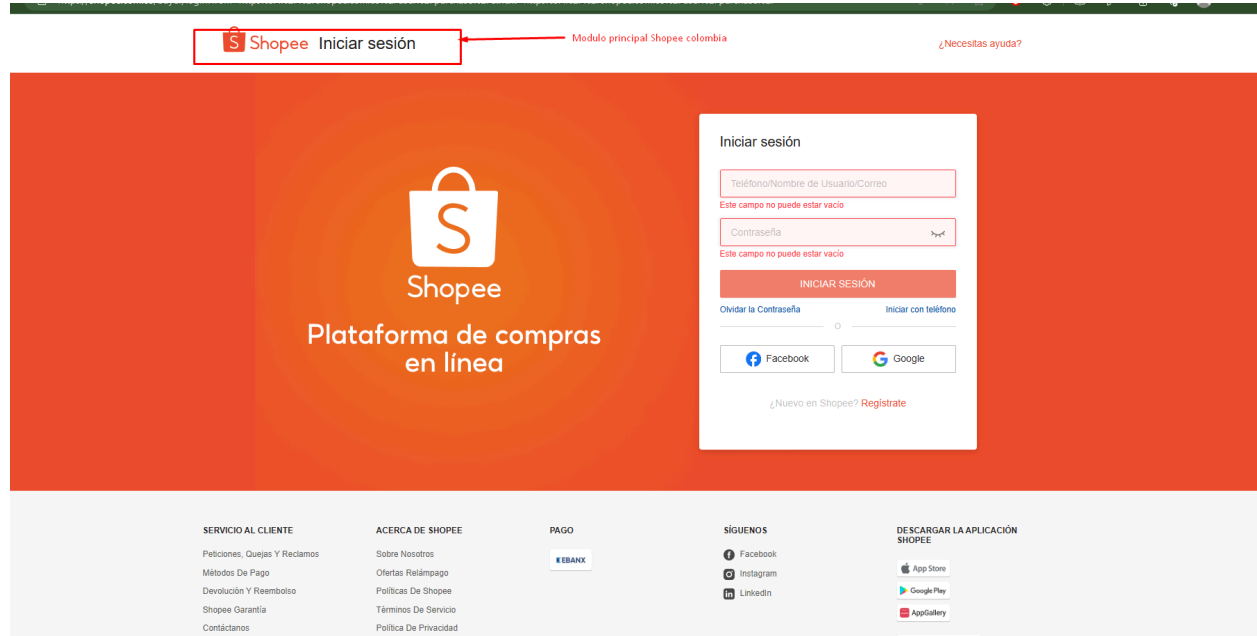 Shopee Iniciar sesión
Modulo principal Shopee colombia
¿Necesitas ayuda?
Shopee
Plataforma de compras
en línea
Iniciar sesión
Teléfono/Nombre de Usuario/Correo
Este campo no puede estar vacío
Contraseña
Este campo no puede estar vacío
INICIAR SESIÓN
Olvidar la Contraseña
Iniciar con teléfono
O
Facebook
Google
¿Nuevo en Shopee? Regístrate
SERVICIO AL CLIENTE
Peticiones, Quejas Y Reclamos
Métodos De Pago
Devolución Y Reembolso
Shopee Garantía
Contáctanos
ACERCA DE SHOPEE
Sobre Nosotros
Ofertas Relámpago
Políticas De Shopee
Términos De Servicio
Política De Privacidad
PAGO
EBANX
SÍGUENOS
Facebook
Instagram
LinkedIn
DESCARGAR LA APLICACIÓN
SHOPEE
App Store
Google Play
AppGallery